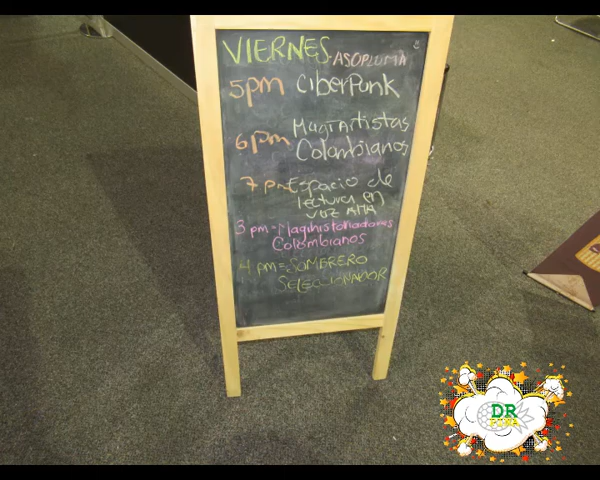 VIERNES - ASOPLUMA
5pm CiberPunk
6pm MagiArtistas
Colombianos
7 pm Espacio de
lectura en
VOZ AltA
3 pm - Magihistoriadores
Colombianos
4 pm = SOMBRERO
SELECCIONADOR
DR